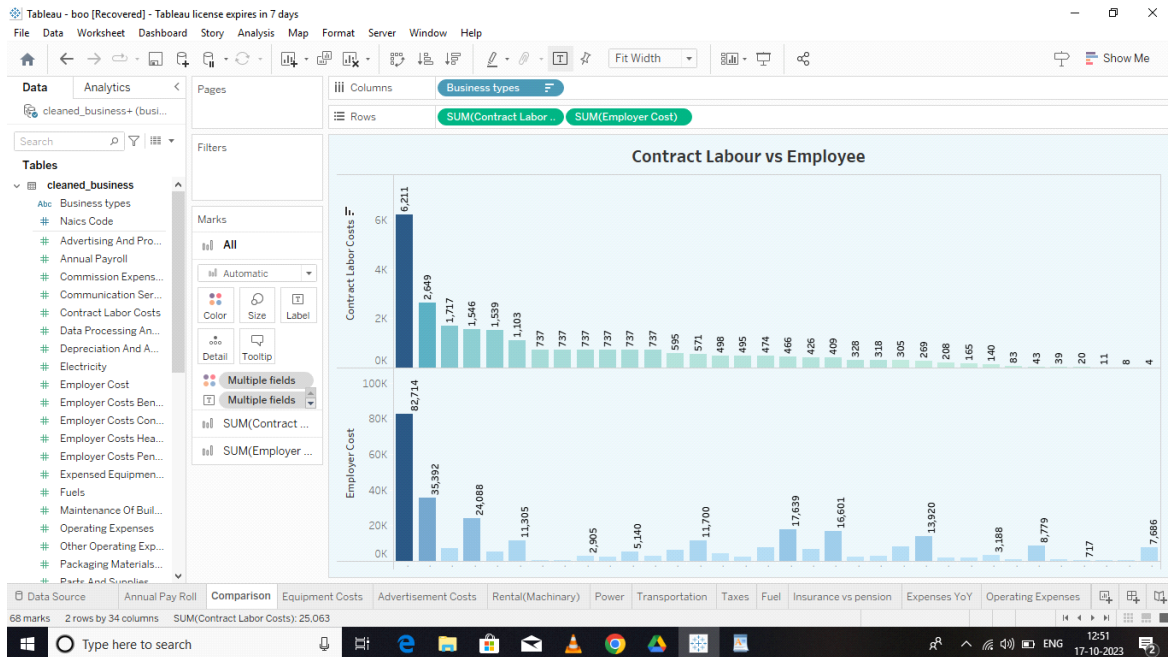 Tableau - boo [Recovered] - Tableau license expires in 7 days
File Data Worksheet Dashboard Story Analysis Map Format Server Window Help
Fit Width
Show Me
Data Analytics
cleaned_business+ (busi...
Search
Tables
cleaned_business
Abc Business types
# Naics Code
# Advertising And Pro...
# Annual Payroll
# Commission Expens...
# Communication Ser...
# Contract Labor Costs
# Data Processing An...
# Depreciation And A...
# Electricity
# Employer Cost
# Employer Costs Ben...
# Employer Costs Con...
# Employer Costs Hea...
# Employer Costs Pen...
# Expensed Equipmen...
# Fuels
# Maintenance Of Buil...
# Operating Expenses
# Other Operating Exp...
# Packaging Materials...
# Parts And Supplies
Pages
Filters
Marks
All
Automatic
Color Size Label
Detail Tooltip
Multiple fields
Multiple fields
SUM(Contract ...
SUM(Employer ...
Columns Business types
Rows SUM(Contract Labor .. SUM(Employer Cost)
Contract Labour vs Employee
Contract Labor Costs
6K
4K
2K
0K
6,211 2,649 1,717 1,546 1,539 1,103 737 737 737 737 737 737 595 571 498 495 474 466 426 409 328 318 305 269 208 165 140 83 43 39 20 11 8 4
Employer Cost
100K
80K
60K
40K
20K
0K
82,714 35,392 24,088 11,305 2,905 5,140 11,700 17,639 16,601 13,920 3,188 8,779 717 7,686
Data Source Annual Pay Roll Comparison Equipment Costs Advertisement Costs Rental(Machinary) Power Transportation Taxes Fuel Insurance vs pension Expenses YoY Operating Expenses
68 marks 2 rows by 34 columns SUM(Contract Labor Costs): 25,063
Type here to search
ENG
12:51
17-10-2023
2